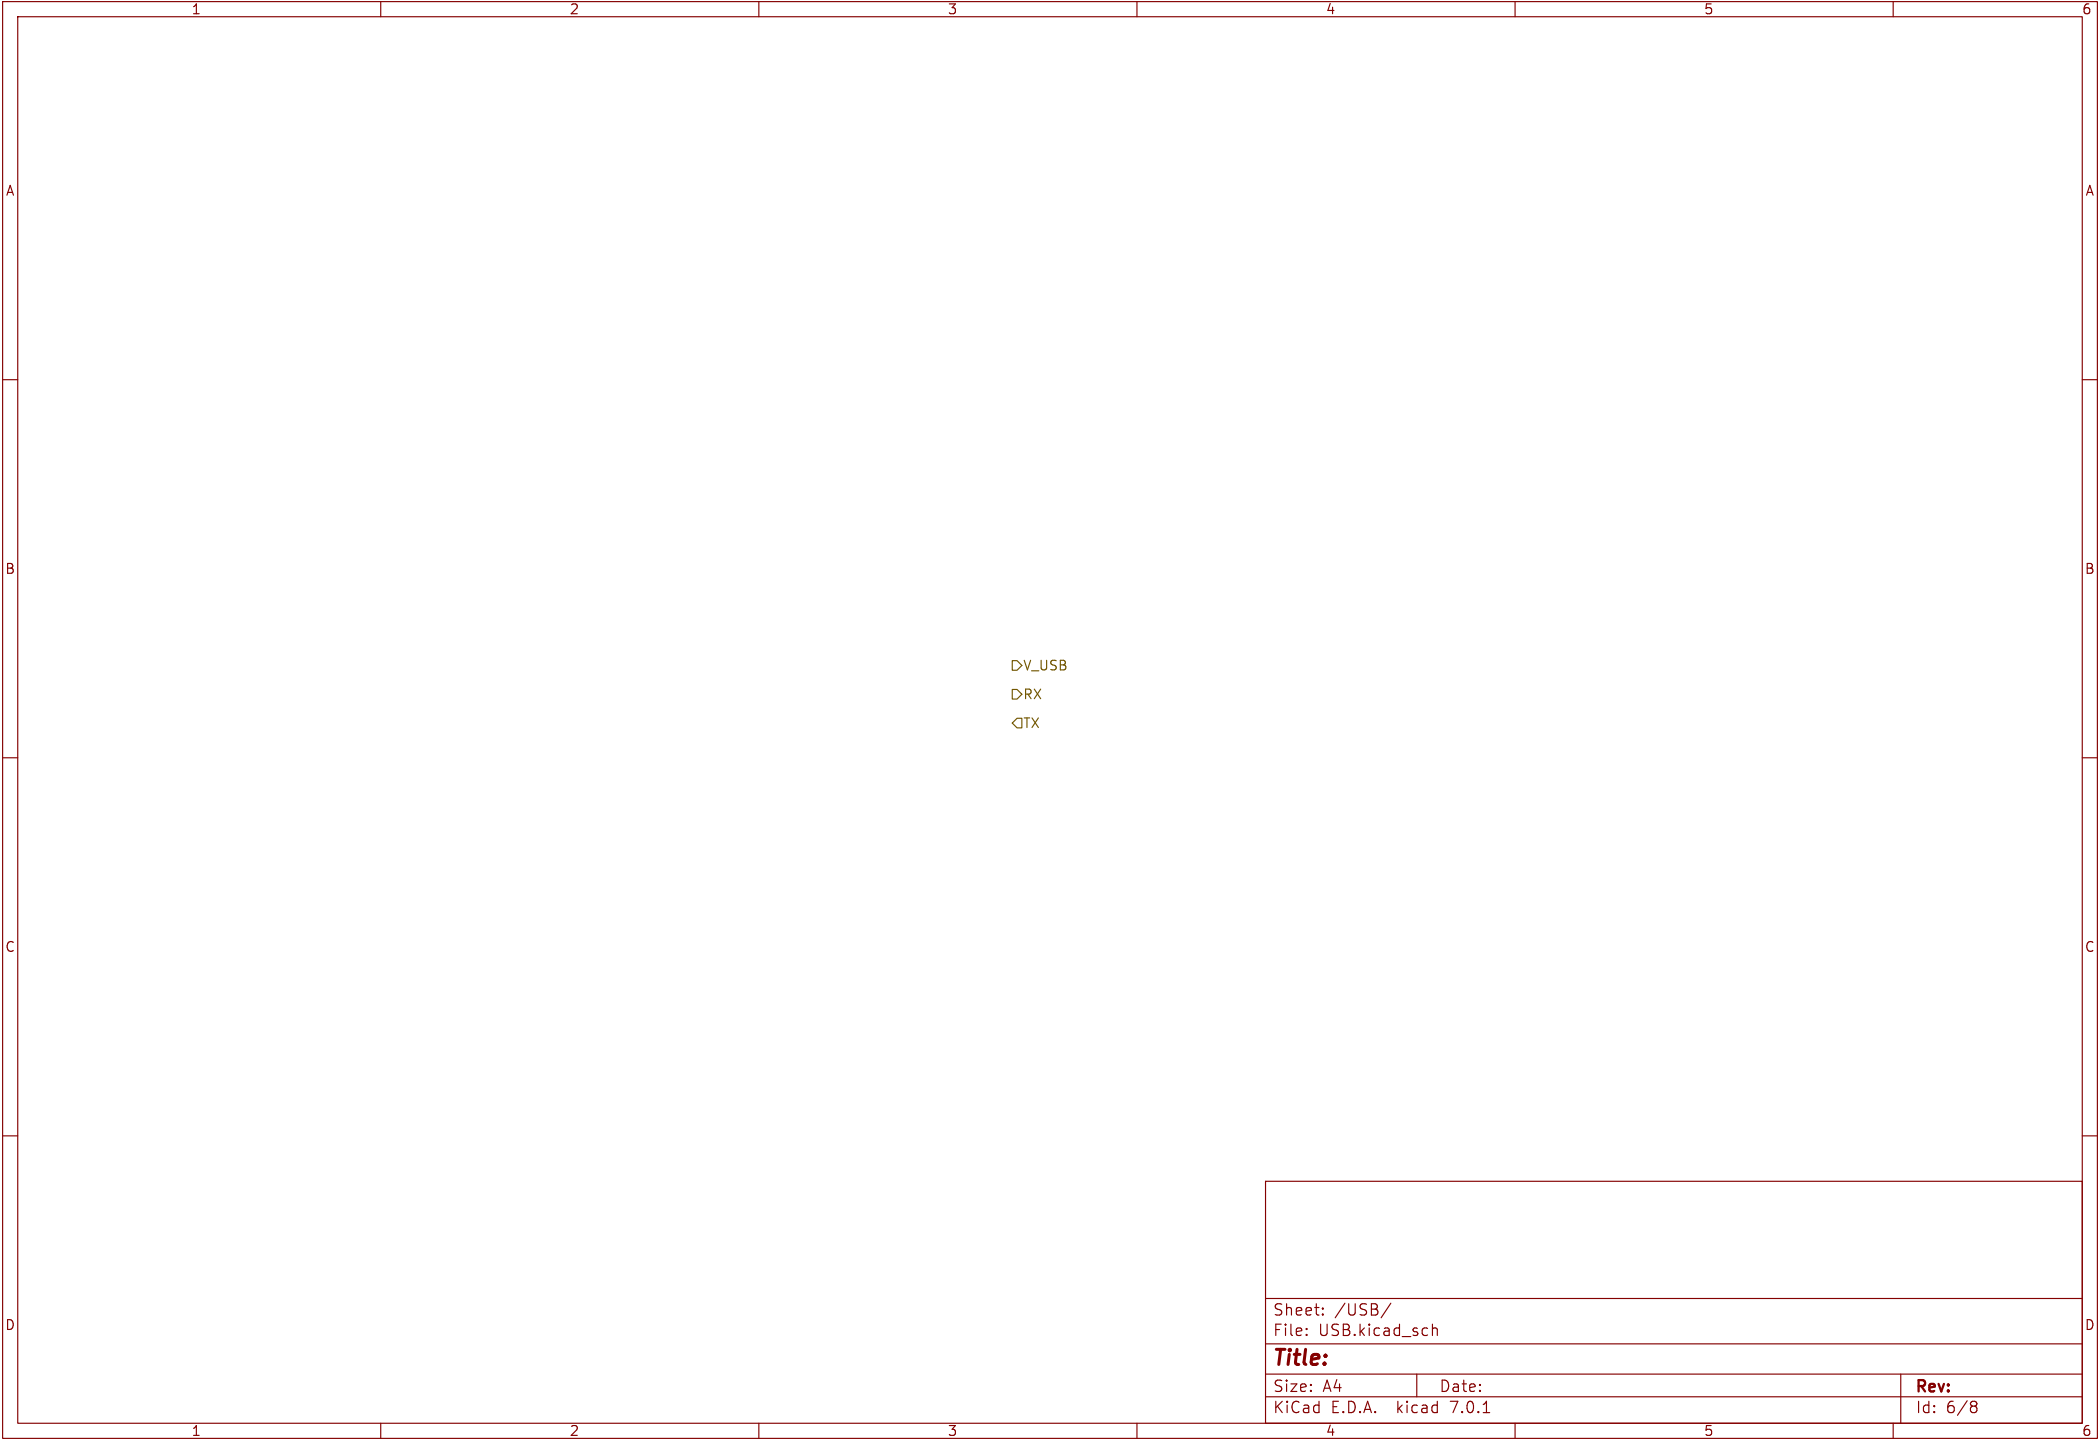 1 2 3 4 5 6
A A
B B
V_USB
RX
TX
C C
Sheet: /USB/
File: USB.kicad_sch
D D
Title:
Size: A4 Date: Rev:
KiCad E.D.A. kicad 7.0.1 Id: 6/8
1 2 3 4 5 6